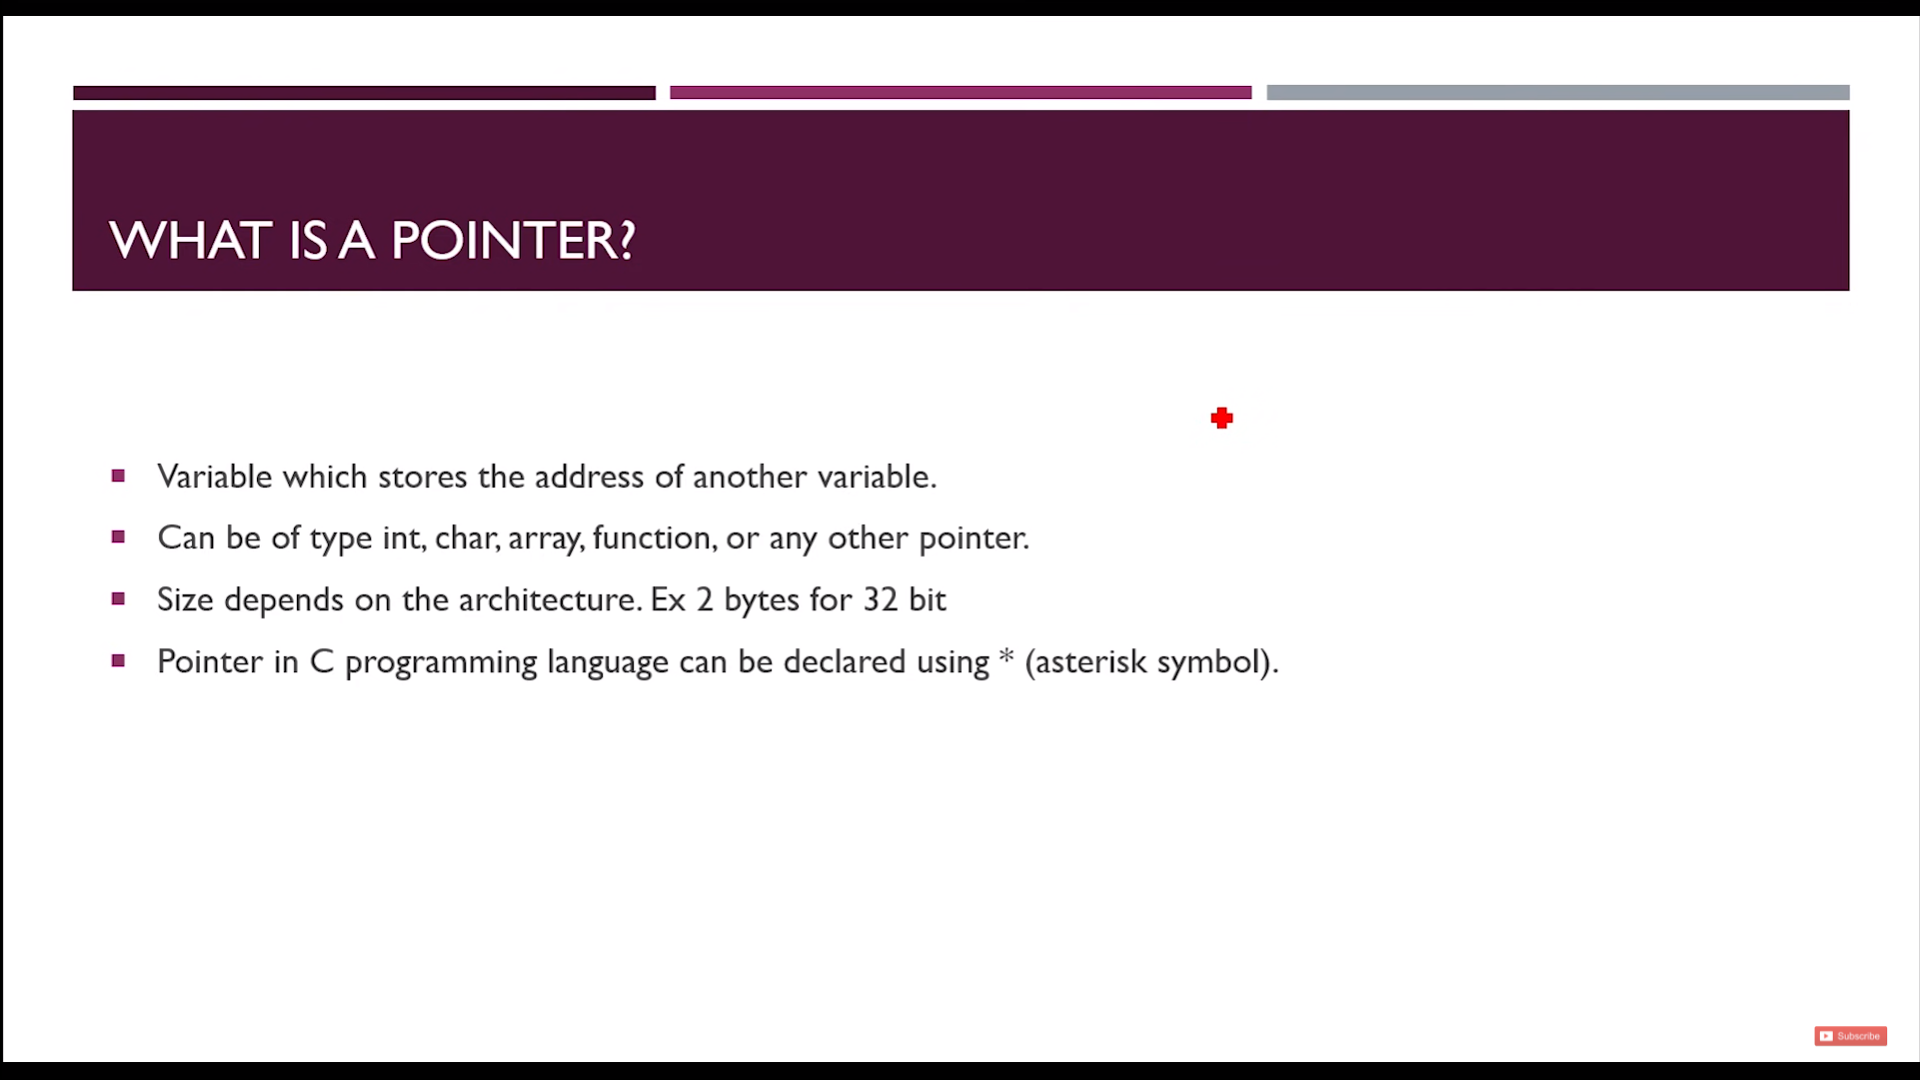 WHAT IS A POINTER?
Variable which stores the address of another variable.
Can be of type int, char, array, function, or any other pointer.
Size depends on the architecture. Ex 2 bytes for 32 bit
Pointer in C programming language can be declared using * (asterisk symbol).
Subscribe